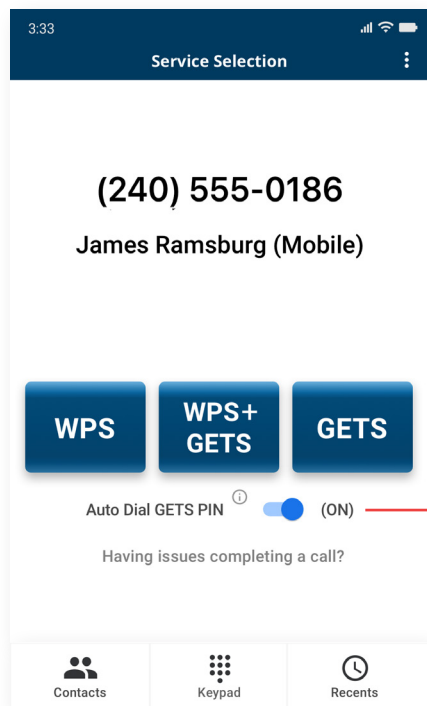 3:33
Service Selection
(240) 555-0186
James Ramsburg (Mobile)
WPS
WPS+
GETS
GETS
Auto Dial GETS PIN (ON)
Having issues completing a call?
Contacts Keypad Recents